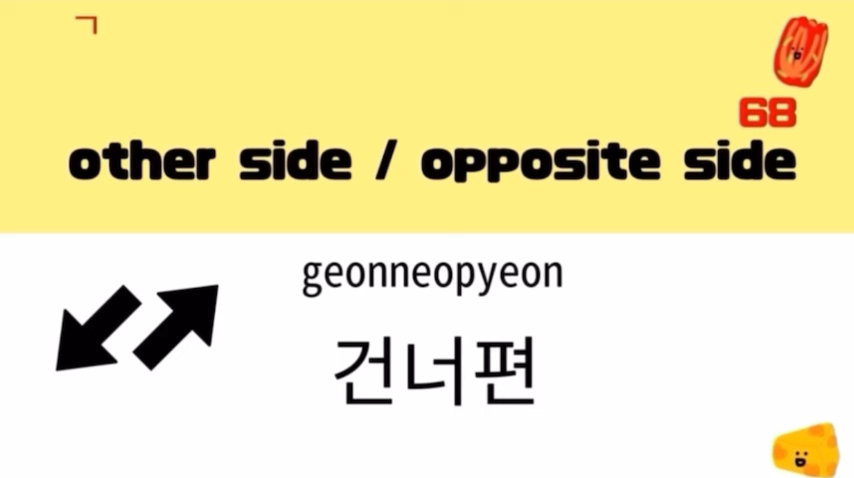 ㄱ
68
other side / opposite side
geonneopyeon
건너편